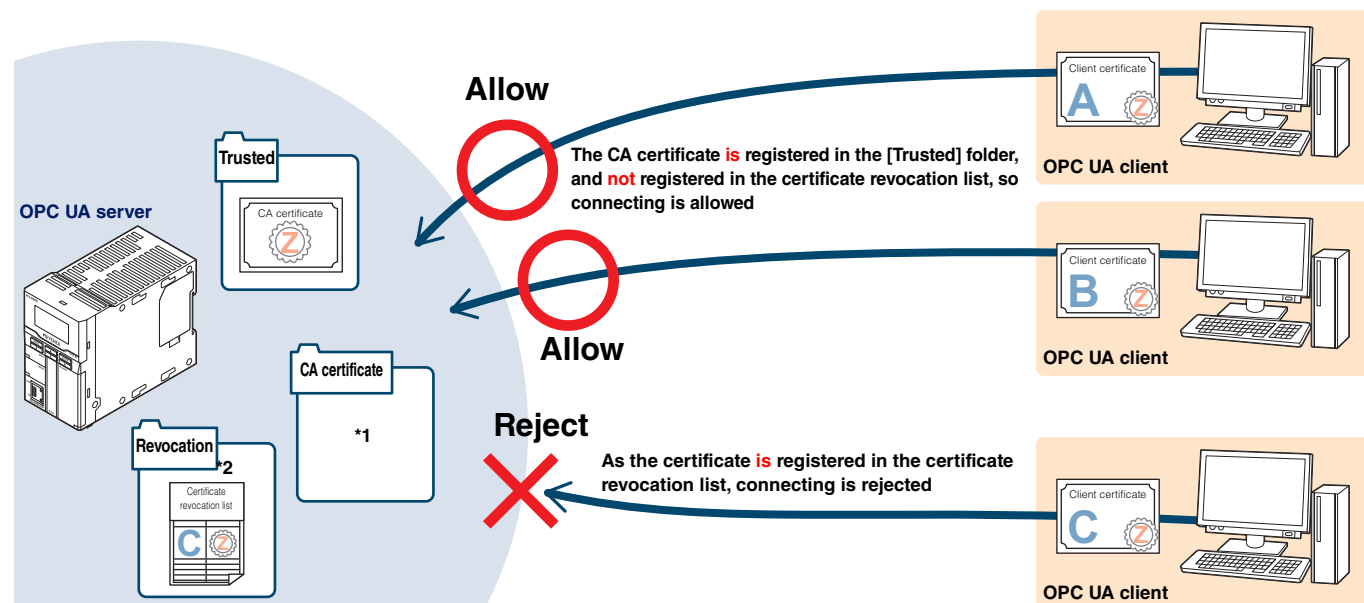 Allow
The CA certificate is registered in the [Trusted] folder,
and not registered in the certificate revocation list, so
connecting is allowed
Client certificate
A
Z
OPC UA client
Trusted
CA certificate
Z
OPC UA server
Client certificate
B
Z
OPC UA client
Allow
CA certificate
*1
Reject
As the certificate is registered in the certificate
revocation list, connecting is rejected
Revocation
*2
Certificate
revocation list
C Z
Client certificate
C
Z
OPC UA client